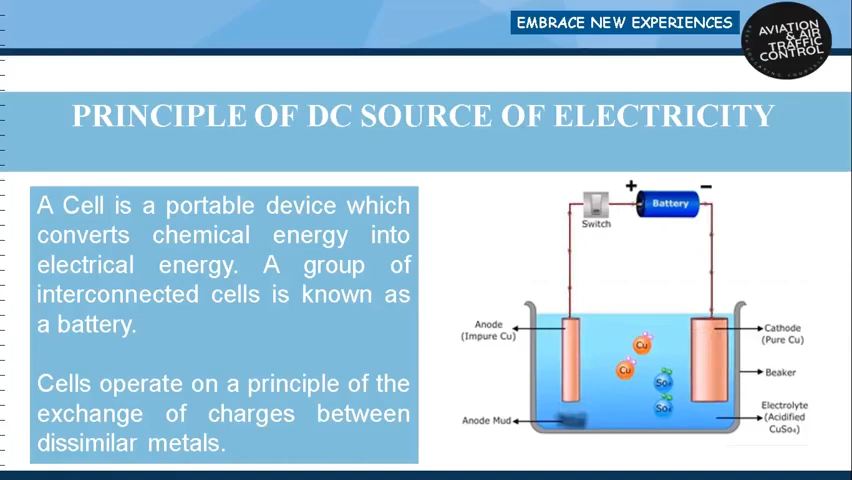 EMBRACE NEW EXPERIENCES
AVIATION
& AIR
TRAFFIC
CONTROL
PRINCIPLE OF DC SOURCE OF ELECTRICITY
A Cell is a portable device which
converts chemical energy into
electrical energy. A group of
interconnected cells is known as
a battery.
Cells operate on a principle of the
exchange of charges between
dissimilar metals.
+
Battery
−
Switch
Anode
(Impure Cu)
Cathode
(Pure Cu)
Cu
Cu
Beaker
So₄
So₄
Anode Mud
Electrolyte
(Acidified
CuSo₄)